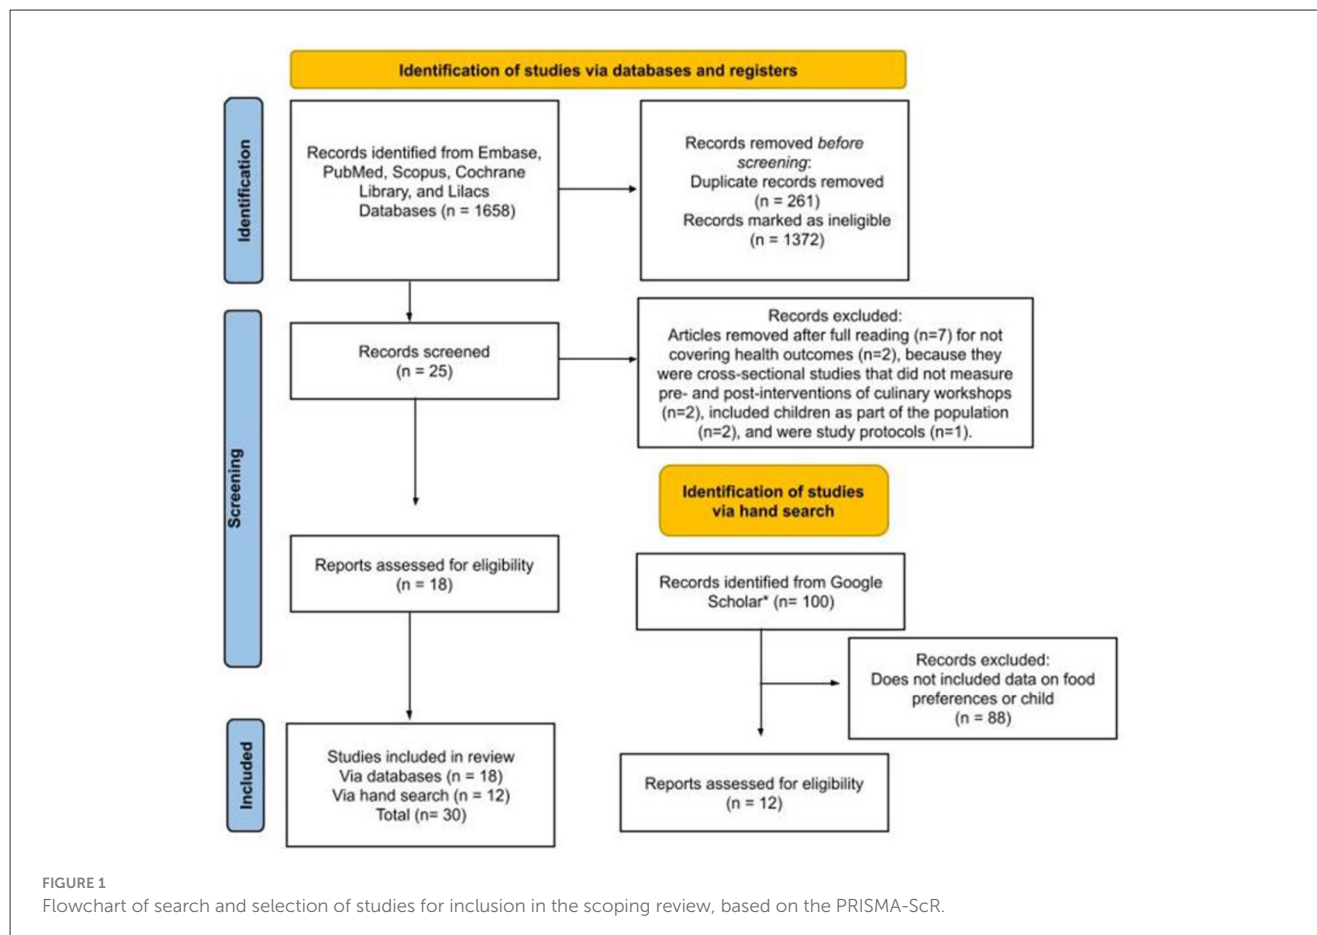 Identification of studies via databases and registers
Identification
Records identified from Embase,
PubMed, Scopus, Cochrane
Library, and Lilacs
Databases (n = 1658)
Records removed before
screening:
Duplicate records removed
(n = 261)
Records marked as ineligible
(n = 1372)
Screening
Records screened
(n = 25)
Records excluded:
Articles removed after full reading (n=7) for not
covering health outcomes (n=2), because they
were cross-sectional studies that did not measure
pre- and post-interventions of culinary workshops
(n=2), included children as part of the population
(n=2), and were study protocols (n=1).
Identification of studies
via hand search
Reports assessed for eligibility
(n = 18)
Records identified from Google
Scholar* (n= 100)
Records excluded:
Does not included data on food
preferences or child
(n = 88)
Included
Studies included in review
Via databases (n = 18)
Via hand search (n = 12)
Total (n= 30)
Reports assessed for eligibility
(n = 12)
FIGURE 1
Flowchart of search and selection of studies for inclusion in the scoping review, based on the PRISMA-ScR.